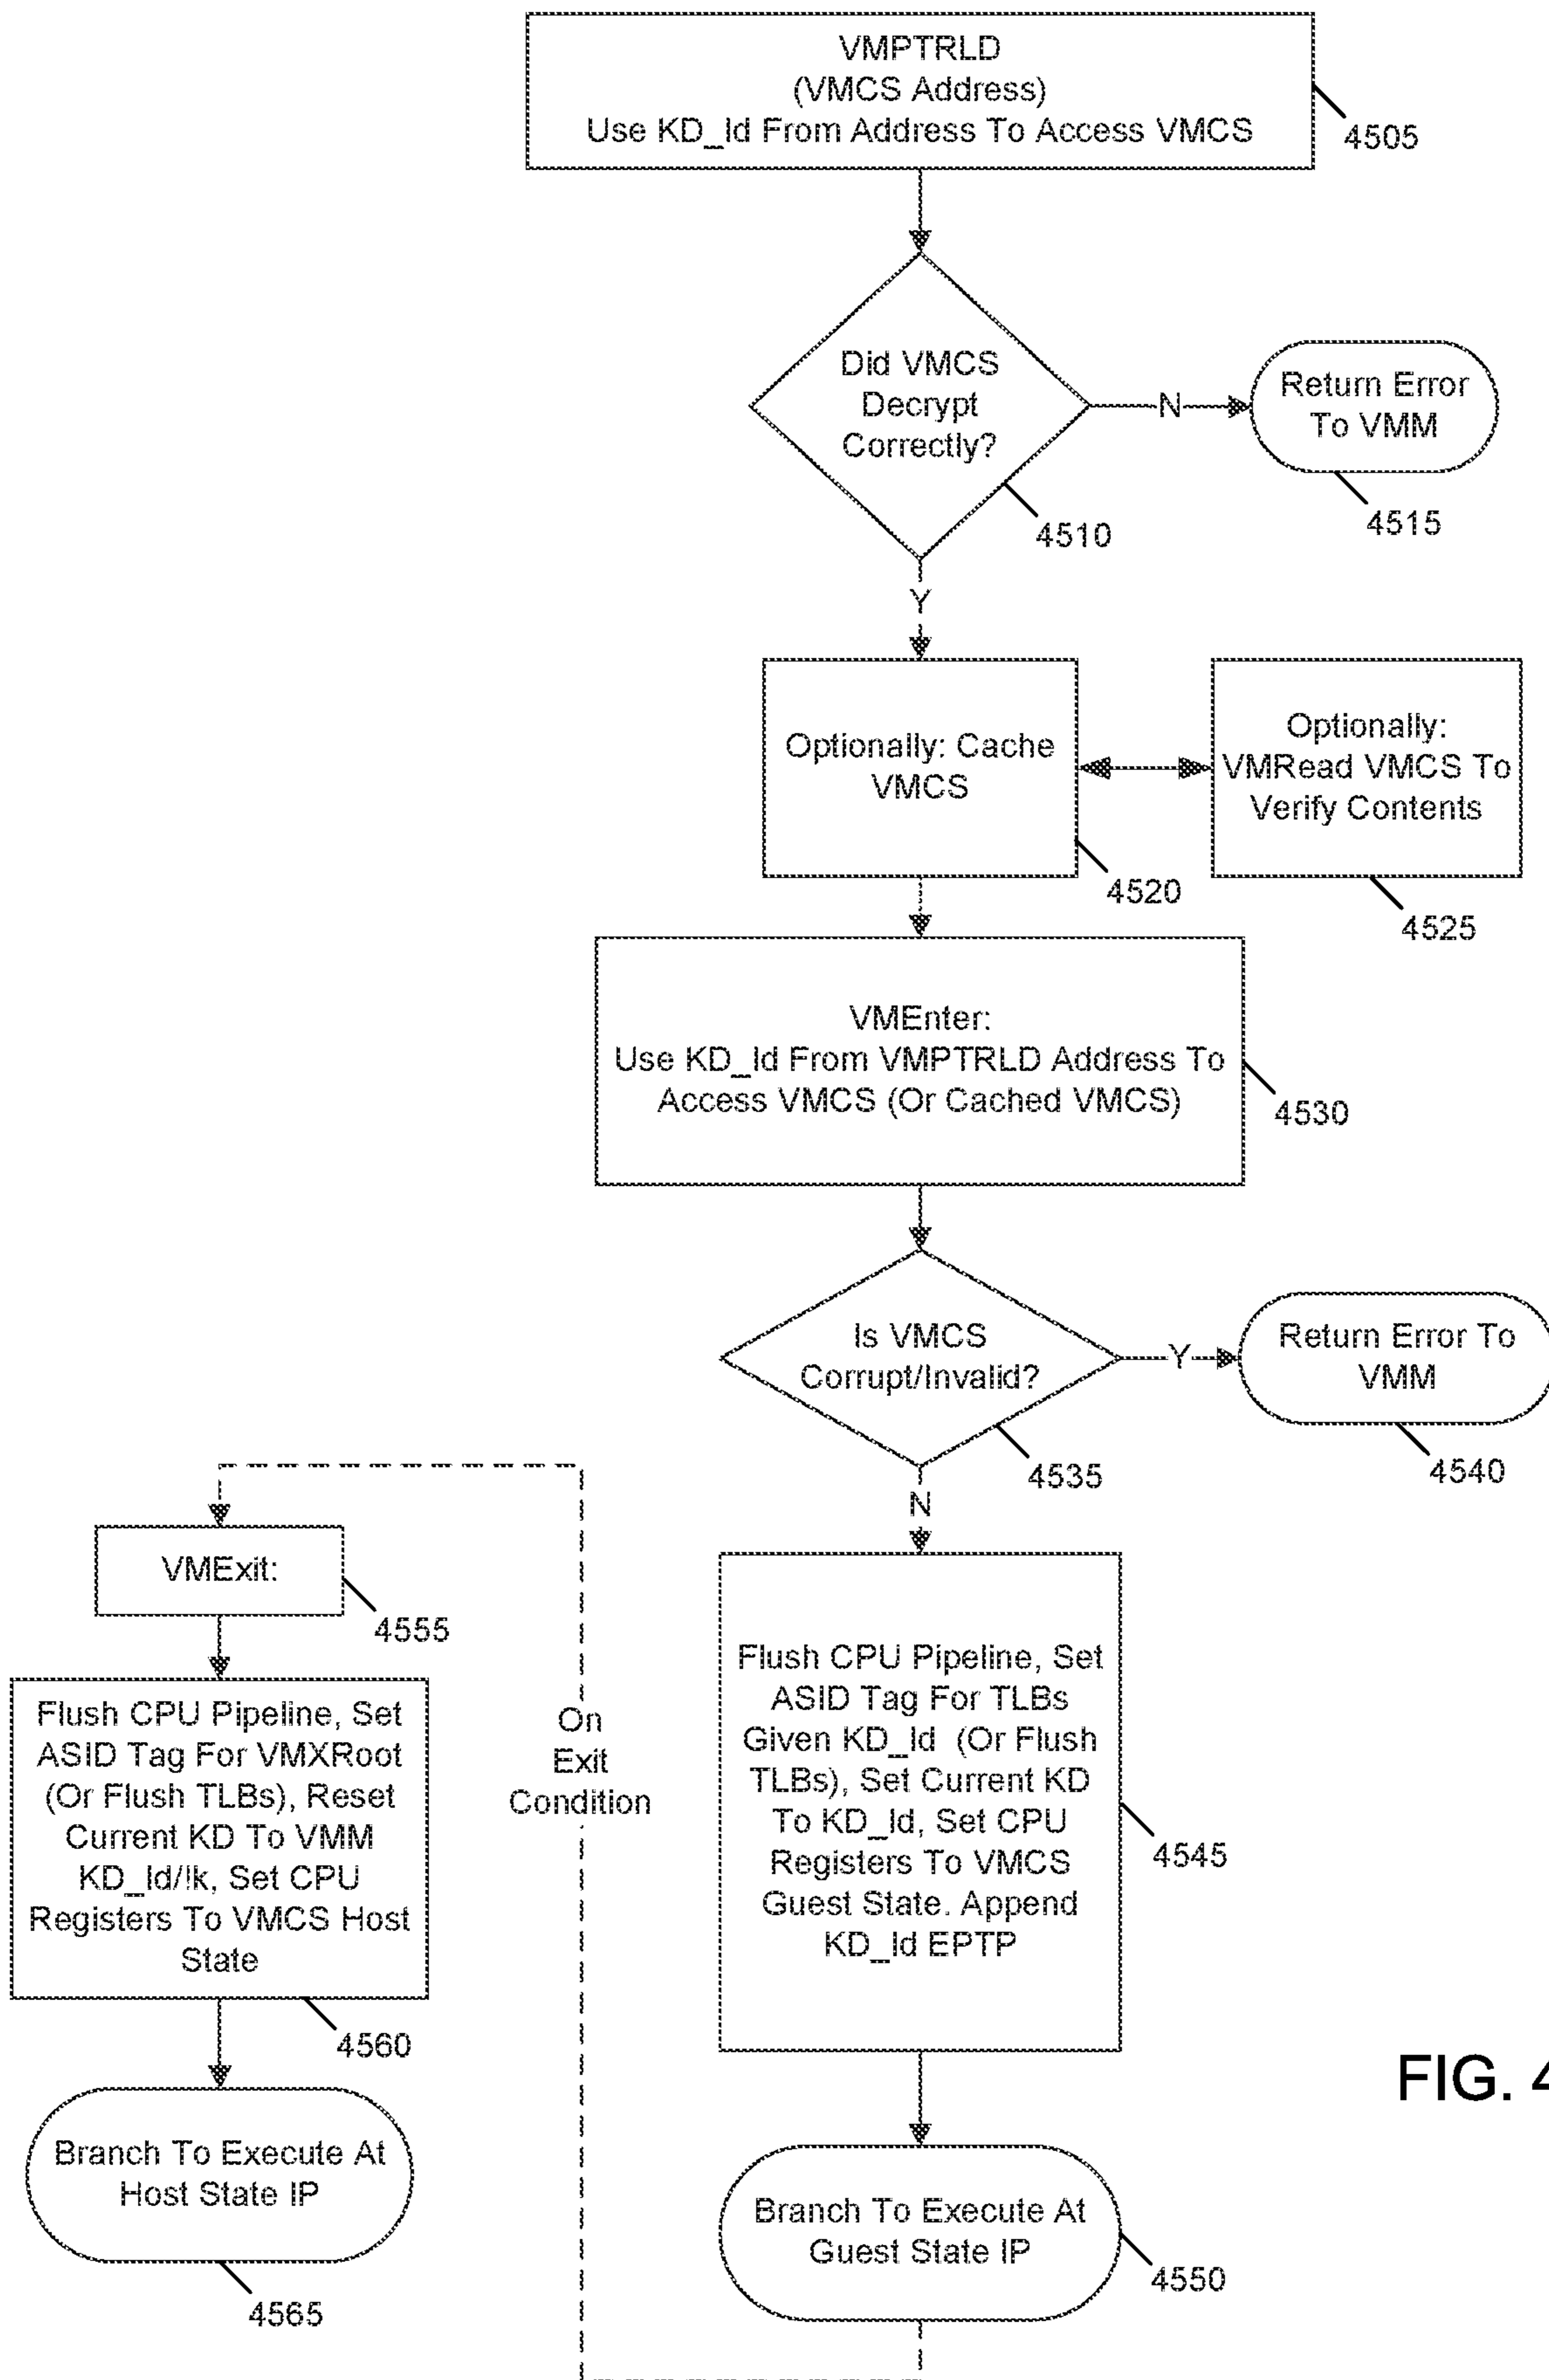 VMPTRLD
(VMCS Address)
Use KD_Id From Address To Access VMCS
4505
Did VMCS
Decrypt
Correctly?
4510
N
Return Error
To VMM
4515
Y
Optionally: Cache
VMCS
4520
Optionally:
VMRead VMCS To
Verify Contents
4525
VMEnter:
Use KD_Id From VMPTRLD Address To
Access VMCS (Or Cached VMCS)
4530
Is VMCS
Corrupt/Invalid?
4535
Y
Return Error To
VMM
4540
N
Flush CPU Pipeline, Set
ASID Tag For TLBs
Given KD_Id (Or Flush
TLBs), Set Current KD
To KD_Id, Set CPU
Registers To VMCS
Guest State. Append
KD_Id EPTP
4545
Branch To Execute At
Guest State IP
4550
On
Exit
Condition
VMExit:
4555
Flush CPU Pipeline, Set
ASID Tag For VMXRoot
(Or Flush TLBs), Reset
Current KD To VMM
KD_Id/!k, Set CPU
Registers To VMCS Host
State
4560
Branch To Execute At
Host State IP
4565
FIG. 4